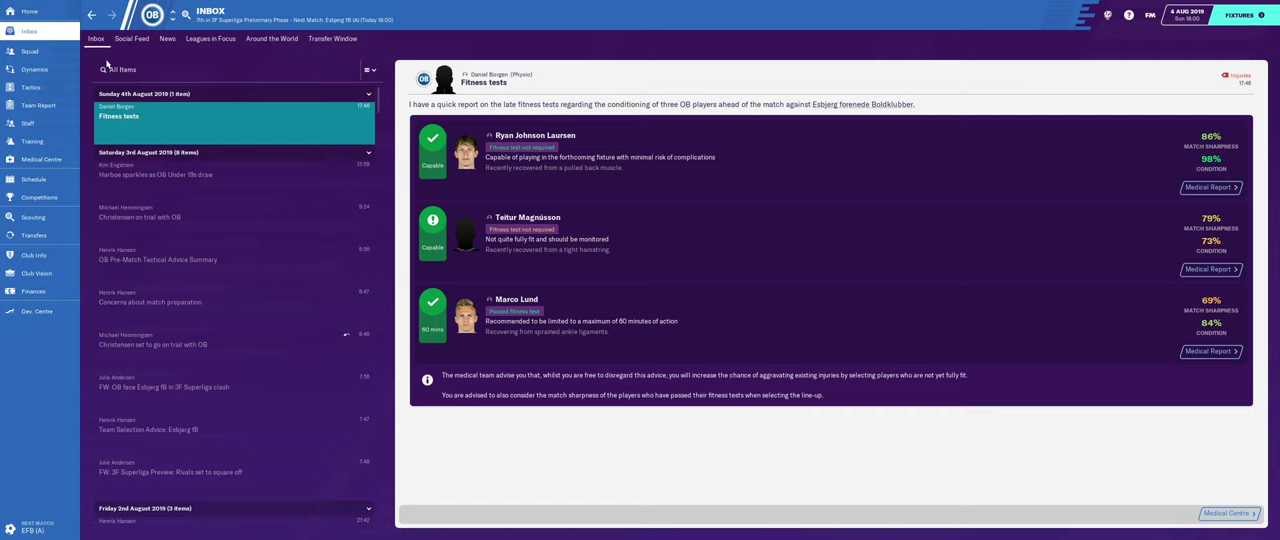 Home
Inbox
Squad
Dynamics
Tactics
Team Report
Staff
Training
Medical Centre
Schedule
Competitions
Scouting
Transfers
Club Info
Club Vision
Finances
Dev. Centre
NEXT MATCH
EFB (A)
OB
INBOX
7th in 3F Superliga Preliminary Phase - Next Match: Esbjerg fB (A) (Today 18:00)
FM
4 AUG 2019
Sun 18:00
FIXTURES
Inbox
Social Feed
News
Leagues in Focus
Around the World
Transfer Window
All Items
Sunday 4th August 2019 (1 item)
Daniel Borgen 17:46
Fitness tests
Saturday 3rd August 2019 (8 items)
Kim Engstrøm 13:59
Harboe sparkles as OB Under 19s draw
Michael Hemmingsen 9:24
Christensen on trial with OB
Henrik Hansen 8:56
OB Pre-Match Tactical Advice Summary
Henrik Hansen 8:47
Concerns about match preparation
Michael Hemmingsen 8:46
Christensen set to go on trial with OB
Julie Andersen 7:56
FW: OB face Esbjerg fB in 3F Superliga clash
Henrik Hansen 7:47
Team Selection Advice: Esbjerg fB
Julie Andersen 7:46
FW: 3F Superliga Preview: Rivals set to square off
Friday 2nd August 2019 (3 items)
Henrik Hansen 21:42
OB
Daniel Borgen (Physio)
Fitness tests
Injuries
17:46
I have a quick report on the late fitness tests regarding the conditioning of three OB players ahead of the match against Esbjerg forenede Boldklubber.
Capable
Ryan Johnson Laursen
Fitness test not required
Capable of playing in the forthcoming fixture with minimal risk of complications
Recently recovered from a pulled back muscle.
86%
MATCH SHARPNESS
98%
CONDITION
Medical Report
Capable
Teitur Magnússon
Fitness test not required
Not quite fully fit and should be monitored
Recently recovered from a tight hamstring.
79%
MATCH SHARPNESS
73%
CONDITION
Medical Report
60 mins
Marco Lund
Passed fitness test
Recommended to be limited to a maximum of 60 minutes of action
Recovering from sprained ankle ligaments.
69%
MATCH SHARPNESS
84%
CONDITION
Medical Report
The medical team advise you that, whilst you are free to disregard this advice, you will increase the chance of aggravating existing injuries by selecting players who are not yet fully fit.
You are advised to also consider the match sharpness of the players who have passed their fitness tests when selecting the line-up.
Medical Centre